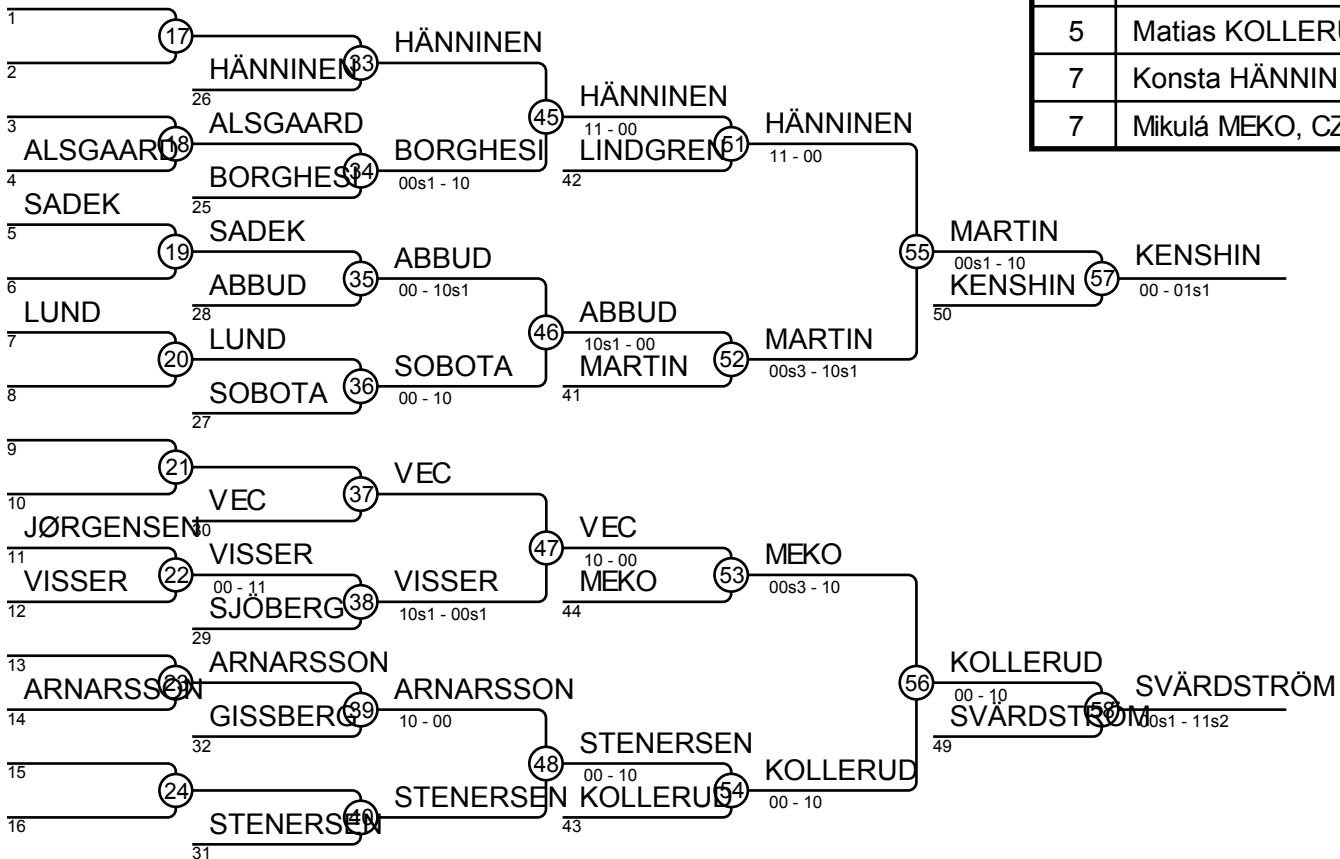 1
17
2
HÄNNINEN
26
33
HÄNNINEN
3
ALSGAARD
4
18
ALSGAARD
BORGHESI
25
34
BORGHESI
00s1 - 10
45
HÄNNINEN
11 - 00
LINDGREN
42
51
HÄNNINEN
11 - 00
SADEK
5
19
6
SADEK
ABBUD
28
35
ABBUD
00 - 10s1
LUND
7
20
8
LUND
SOBOTA
27
36
SOBOTA
00 - 10
46
ABBUD
10s1 - 00
MARTIN
41
52
MARTIN
00s3 - 10s1
55
MARTIN
00s1 - 10
KENSHIN
50
57
KENSHIN
00 - 01s1
9
21
10
VEC
30
37
VEC
JØRGENSEN
11
VISSER
12
22
VISSER
00 - 11
SJÖBERG
29
38
VISSER
10s1 - 00s1
47
VEC
10 - 00
MEKO
44
53
MEKO
00s3 - 10
13
ARNARSSON
14
23
ARNARSSON
GISSBERG
32
39
ARNARSSON
10 - 00
15
24
16
STENERSEN
31
40
STENERSEN
48
STENERSEN
00 - 10
KOLLERUD
43
54
KOLLERUD
00 - 10
56
KOLLERUD
00 - 10
SVÄRDSTRÖM
49
58
SVÄRDSTRÖM
00s1 - 11s2
5 Matias KOLLERU
7 Konsta HÄNNIN
7 Mikulá MEKO, CZ